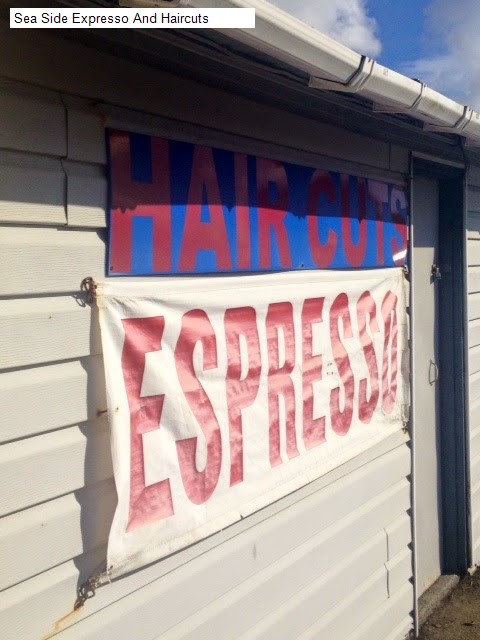 Sea Side Expresso And Haircuts
HAIR CUTS
ESPRESSO